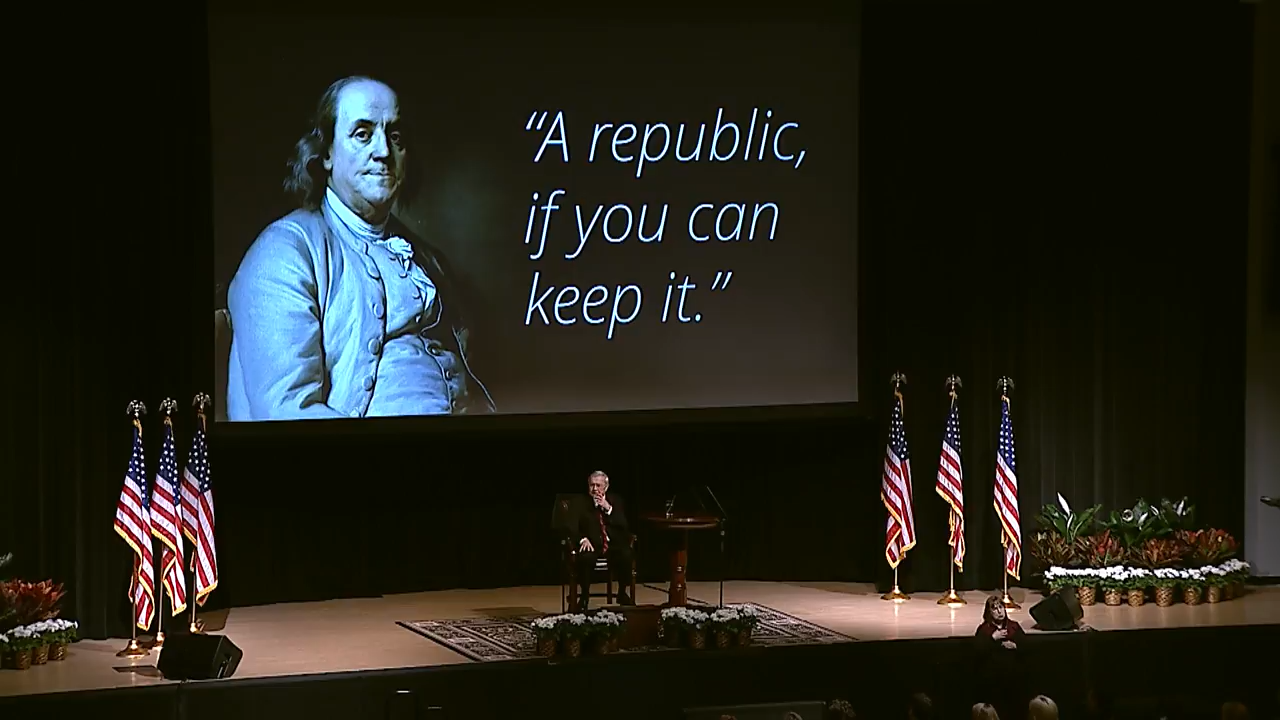 “A republic,
if you can
keep it.”